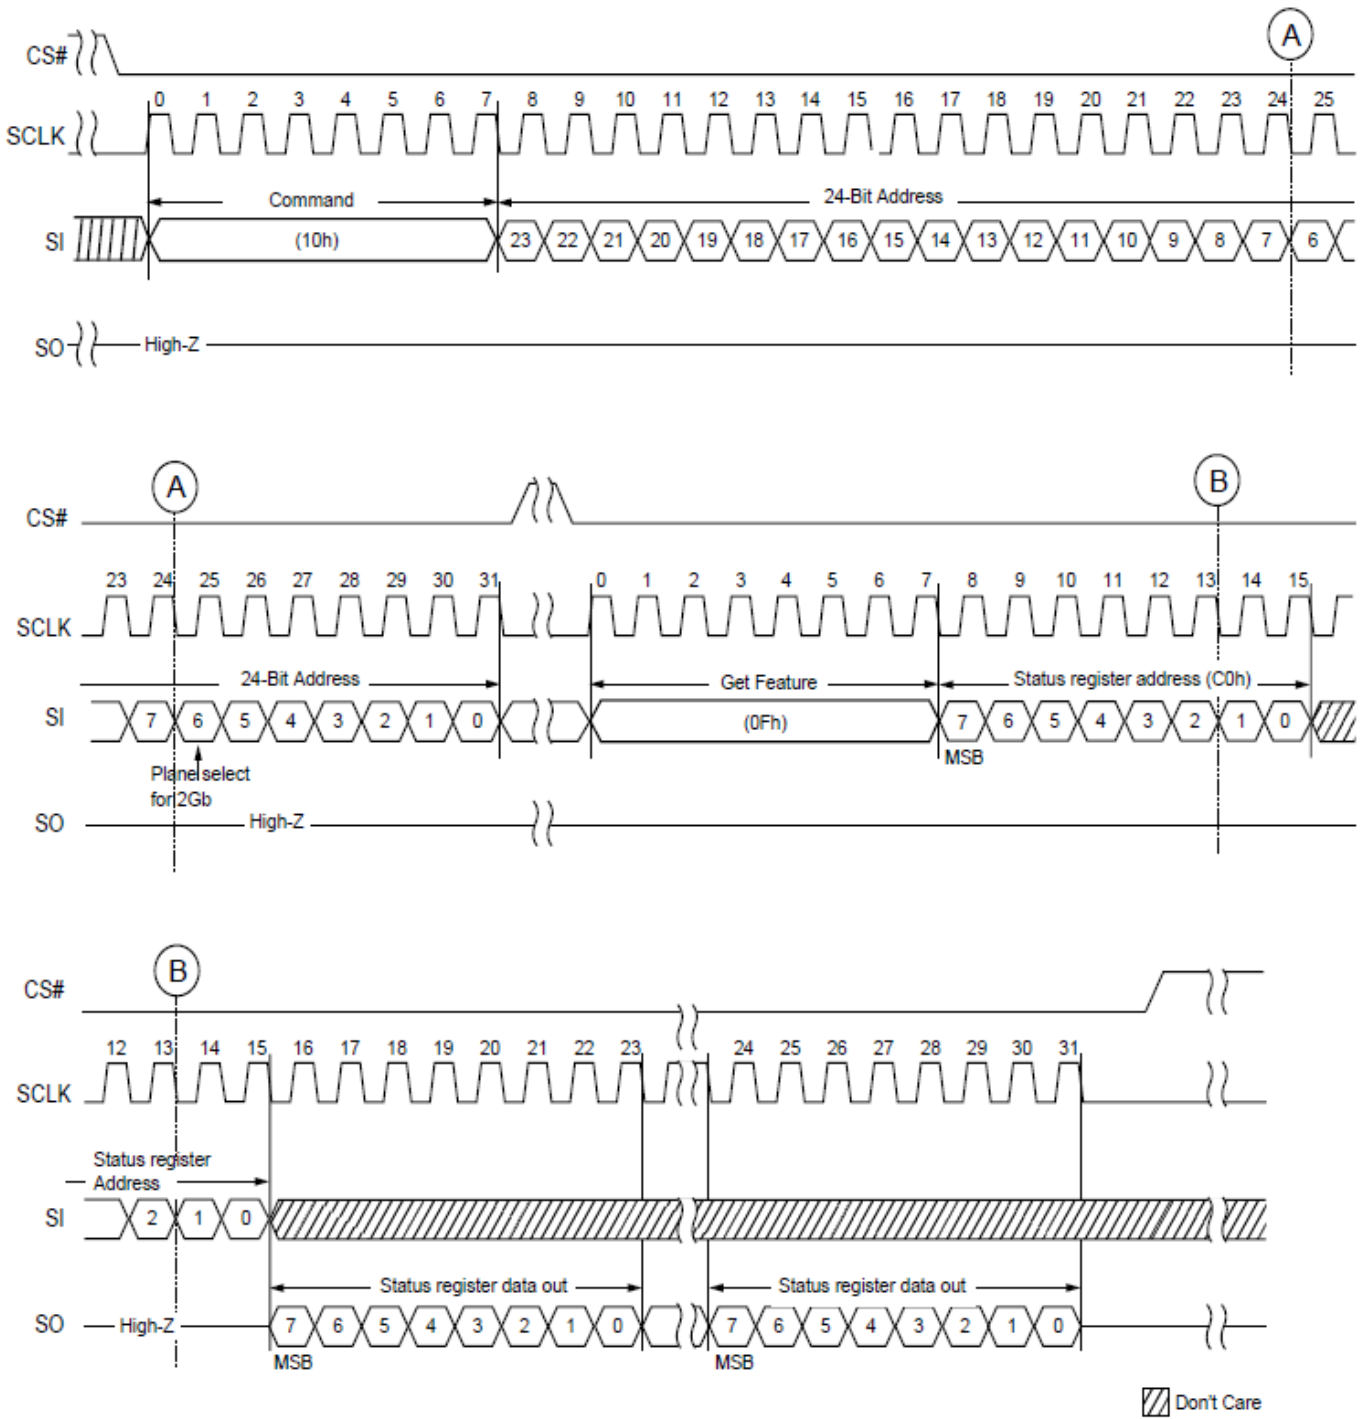 A
CS#
0 1 2 3 4 5 6 7 8 9 10 11 12 13 14 15 16 17 18 19 20 21 22 23 24 25
SCLK
Command 24-Bit Address
SI (10h) 23 22 21 20 19 18 17 16 15 14 13 12 11 10 9 8 7 6
SO High-Z
A B
CS#
23 24 25 26 27 28 29 30 31 0 1 2 3 4 5 6 7 8 9 10 11 12 13 14 15
SCLK
24-Bit Address Get Feature Status register address (C0h)
SI 7 6 5 4 3 2 1 0 (0Fh) 7 6 5 4 3 2 1 0
MSB
Plane select
for 2Gb
SO High-Z
B
CS#
12 13 14 15 16 17 18 19 20 21 22 23 24 25 26 27 28 29 30 31
SCLK
Status register
Address
SI 2 1 0
Status register data out Status register data out
SO High-Z 7 6 5 4 3 2 1 0 7 6 5 4 3 2 1 0
MSB MSB
Don't Care